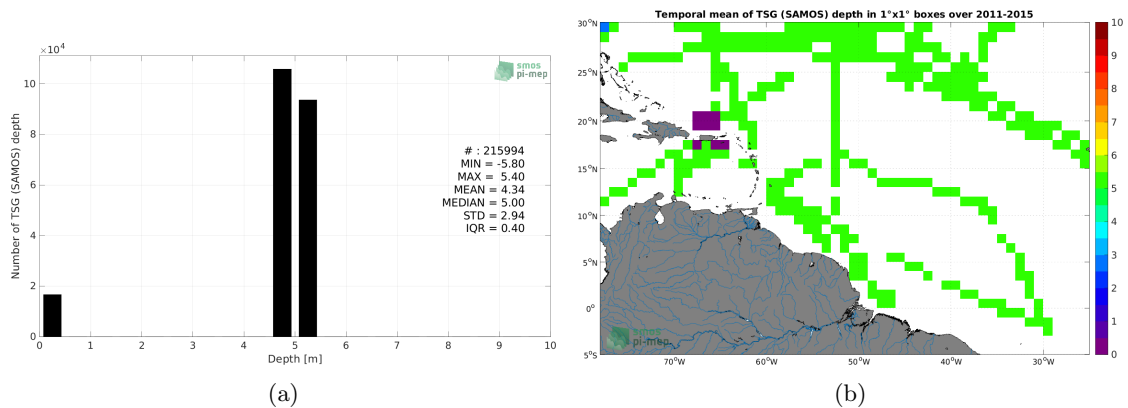 ×10⁴
10
8
6
4
2
0
Number of TSG (SAMOS) depth
smos
pi-mep
# : 215994
MIN = -5.80
MAX = 5.40
MEAN = 4.34
MEDIAN = 5.00
STD = 2.94
IQR = 0.40
0 1 2 3 4 5 6 7 8 9 10
Depth [m]
(a)
Temporal mean of TSG (SAMOS) depth in 1°x1° boxes over 2011-2015
30°N
25°N
20°N
15°N
10°N
5°N
0°
5°S
smos
pi-mep
70°W 60°W 50°W 40°W 30°W
10
9
8
7
6
5
4
3
2
1
0
(b)